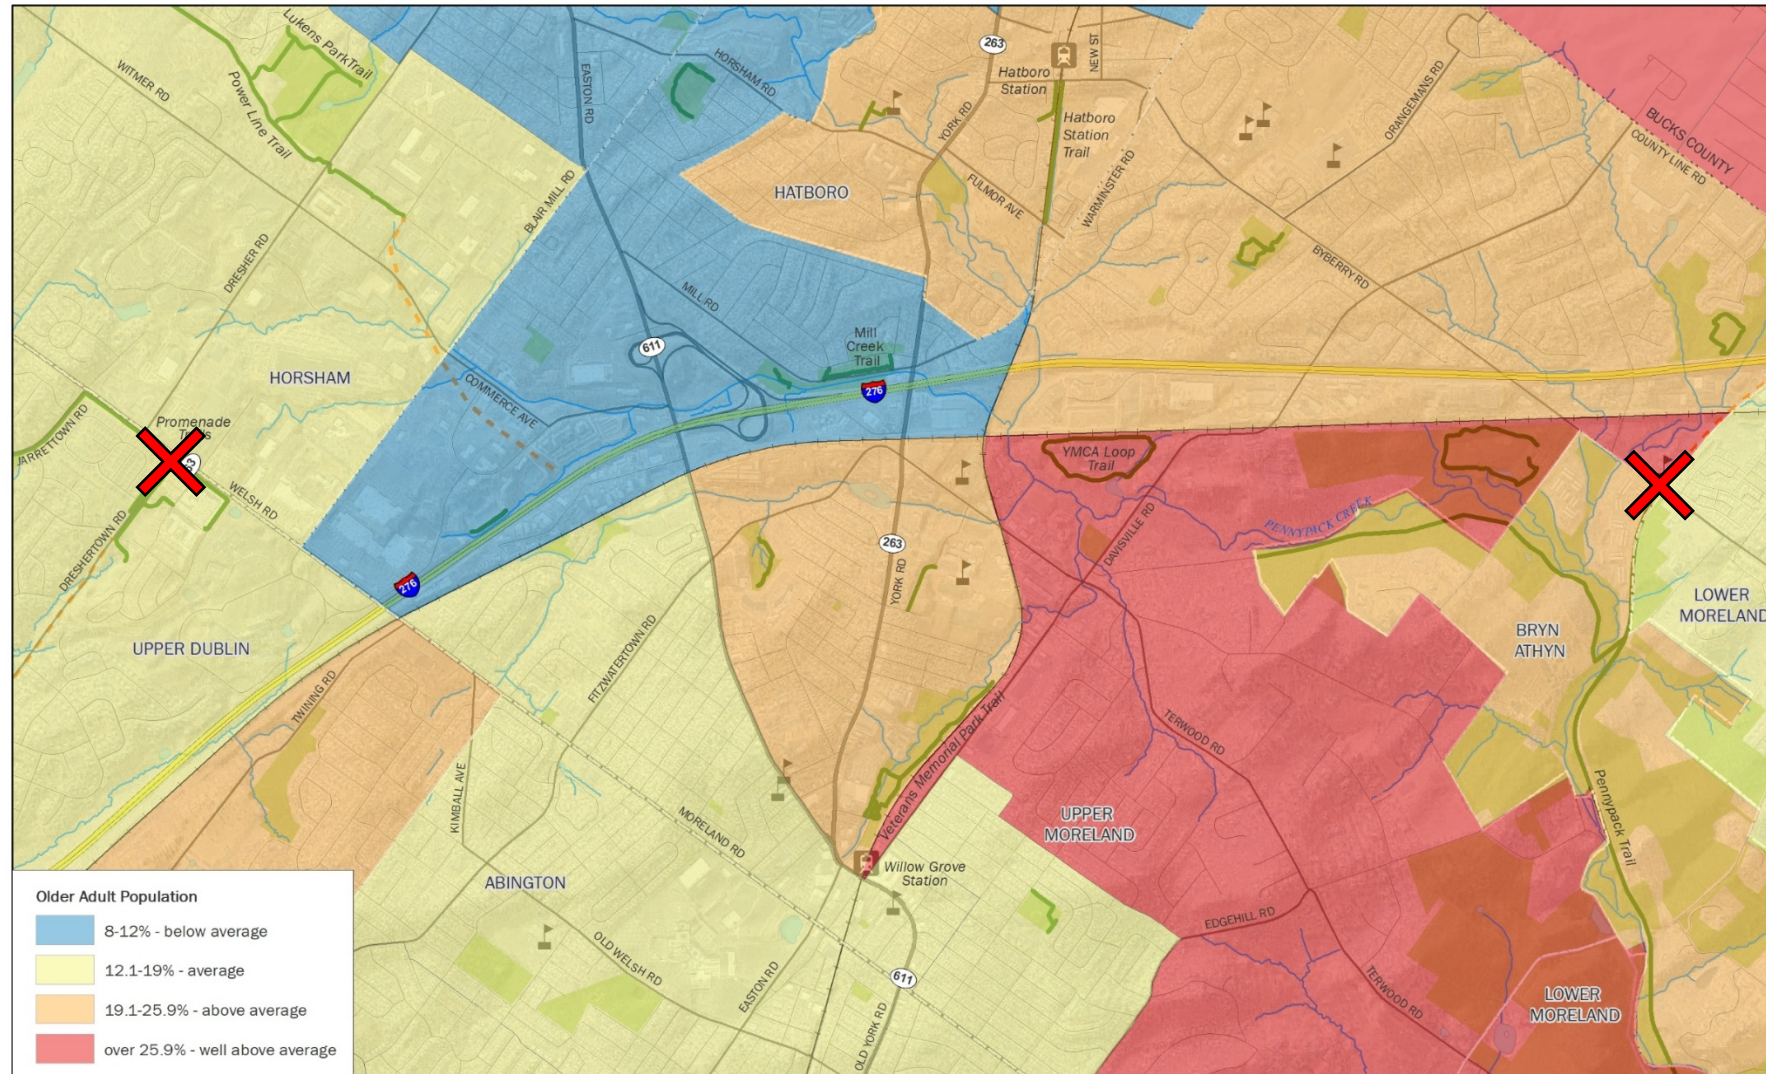 Lukens Park Trail
WITMER RD
Power Line Trail
EASTON RD
HORSHAM RD
263
NEW ST
Hatboro
Station
Hatboro
Station
Trail
YORK RD
ORANGEMANS RD
BUCKS COUNTY
COUNTY LINE RD
FULMOR AVE
WARMINSTER RD
HATBORO
BLAIR MILL RD
DRESHER RD
BYBERRY RD
MILL RD
Mill
Creek
Trail
611
276
HORSHAM
COMMERCE AVE
JARRETTOWN RD
Promenade
WELSH RD
DRESHERTOWN RD
YMCA Loop
Trail
PENNYPACK CREEK
DAVISVILLE RD
263
YORK RD
276
LOWER
MORELAND
UPPER DUBLIN
BRYN
ATHYN
FITZWATERTOWN RD
TWINING RD
Veterans Memorial Park Trail
TERWOOD RD
KIMBALL AVE
MORELAND RD
UPPER
MORELAND
Pennypack Trail
Willow Grove
Station
ABINGTON
EDGEHILL RD
OLD WELSH RD
EASTON RD
611
OLD YORK RD
TERWOOD RD
LOWER
MORELAND
Older Adult Population
8-12% - below average
12.1-19% - average
19.1-25.9% - above average
over 25.9% - well above average